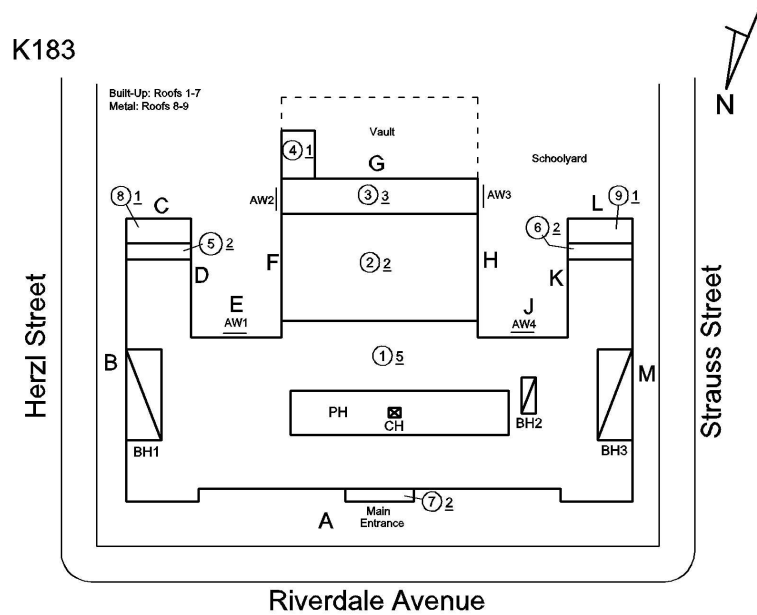 K183
N
Built-Up: Roofs 1-7
Metal: Roofs 8-9
Vault
4 1
G
Schoolyard
8 1
C
AW2
3 3
AW3
L
9 1
5 2
6 2
D
F
2 2
H
K
E
AW1
J
AW4
Herzl Street
B
1 5
M
Strauss Street
PH
CH
BH2
BH1
BH3
7 2
A
Main
Entrance
Riverdale Avenue